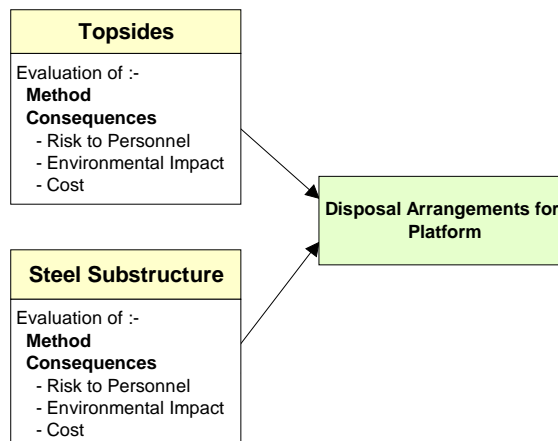 Topsides
Evaluation of :-
Method
Consequences
- Risk to Personnel
- Environmental Impact
- Cost
Disposal Arrangements for
Platform
Steel Substructure
Evaluation of :-
Method
Consequences
- Risk to Personnel
- Environmental Impact
- Cost